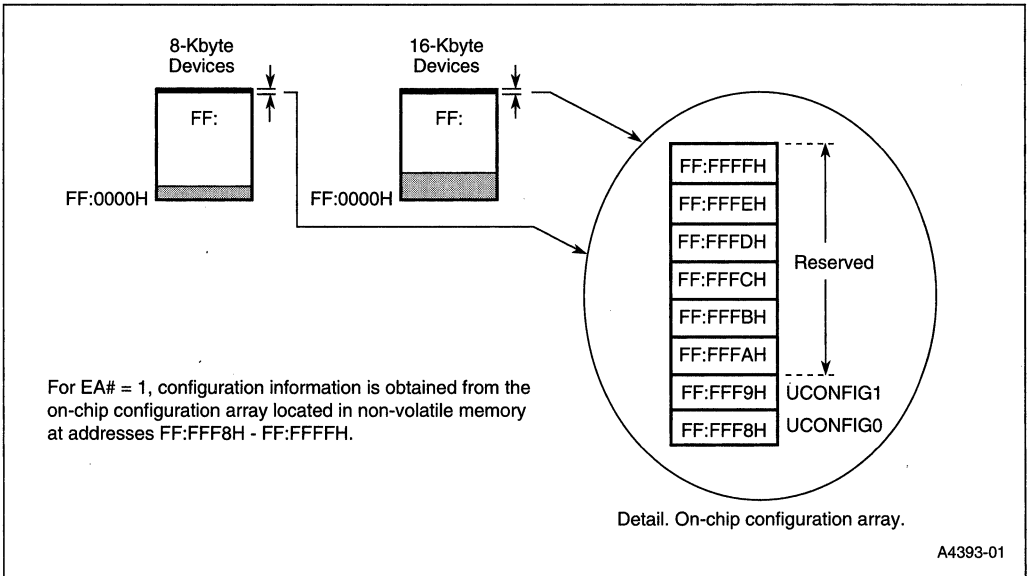 8-Kbyte
Devices
16-Kbyte
Devices
FF:
FF:
FF:0000H
FF:0000H
FF:FFFFH
FF:FFFEH
FF:FFFDH
FF:FFFCH
FF:FFFBH
FF:FFFAH
FF:FFF9H
FF:FFF8H
Reserved
UCONFIG1
UCONFIG0
For EA# = 1, configuration information is obtained from the
on-chip configuration array located in non-volatile memory
at addresses FF:FFF8H - FF:FFFFH.
Detail. On-chip configuration array.
A4393-01